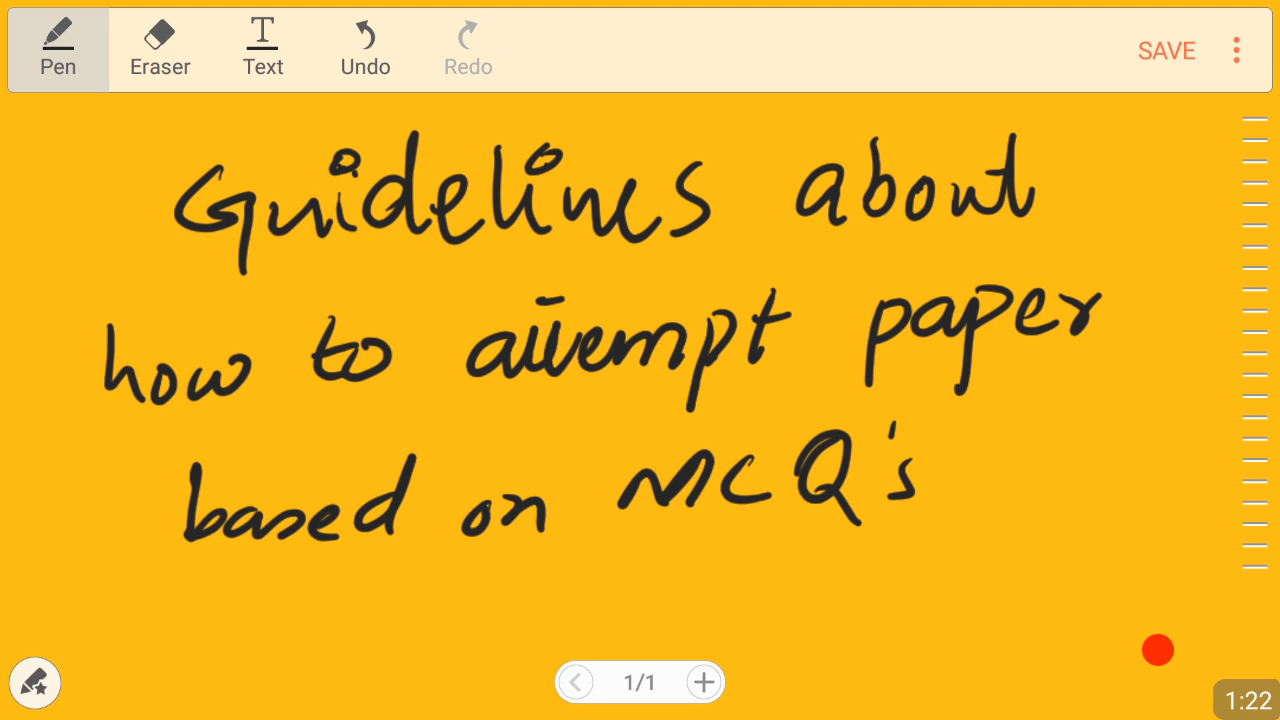 Pen Eraser Text Undo Redo SAVE
Guidelines about
how to attempt paper
based on MCQ's
1/1
1:22